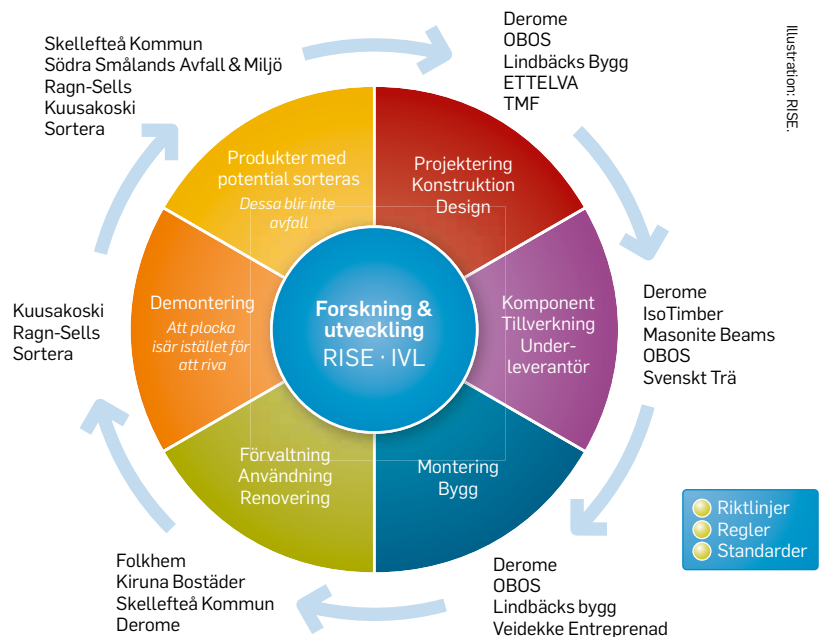 Skellefteå Kommun
Södra Smålands Avfall & Miljö
Ragn-Sells
Kuusakoski
Sortera
Derome
OBOS
Lindbäcks Bygg
ETTELVA
TMF
Illustration: RISE.
Produkter med
potential sorteras
Dessa blir inte
avfall
Projektering
Konstruktion
Design
Kuusakoski
Ragn-Sells
Sortera
Demontering
Att plocka
isär istället för
att riva
Forskning &
utveckling
RISE · IVL
Komponent
Tillverkning
Under-
leverantör
Derome
IsoTimber
Masonite Beams
OBOS
Svenskt Trä
Förvaltning
Användning
Renovering
Montering
Bygg
Riktlinjer
Regler
Standarder
Folkhem
Kiruna Bostäder
Skellefteå Kommun
Derome
Derome
OBOS
Lindbäcks bygg
Veidekke Entreprenad